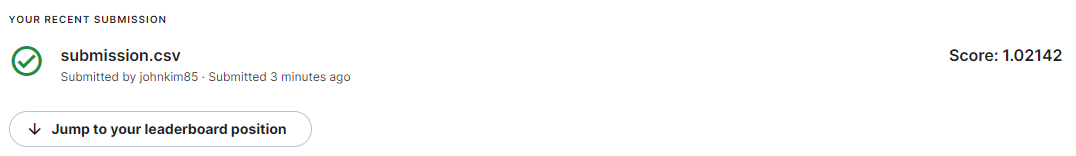 YOUR RECENT SUBMISSION
submission.csv
Score: 1.02142
Submitted by johnkim85 · Submitted 3 minutes ago
Jump to your leaderboard position